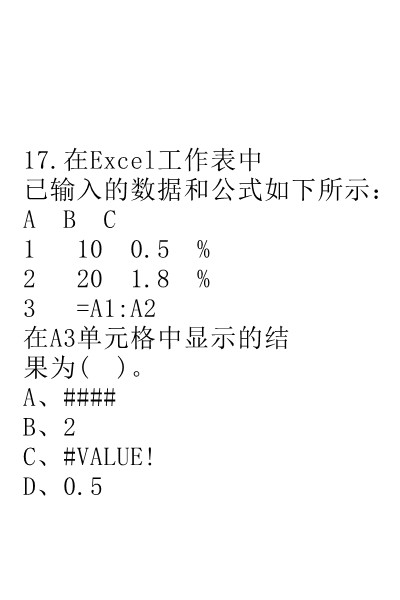 17.在Excel工作表中
已输入的数据和公式如下所示:
A  B  C
1   10  0.5  %
2   20  1.8  %
3   =A1:A2
在A3单元格中显示的结
果为(  )。
A、####
B、2
C、#VALUE!
D、0.5